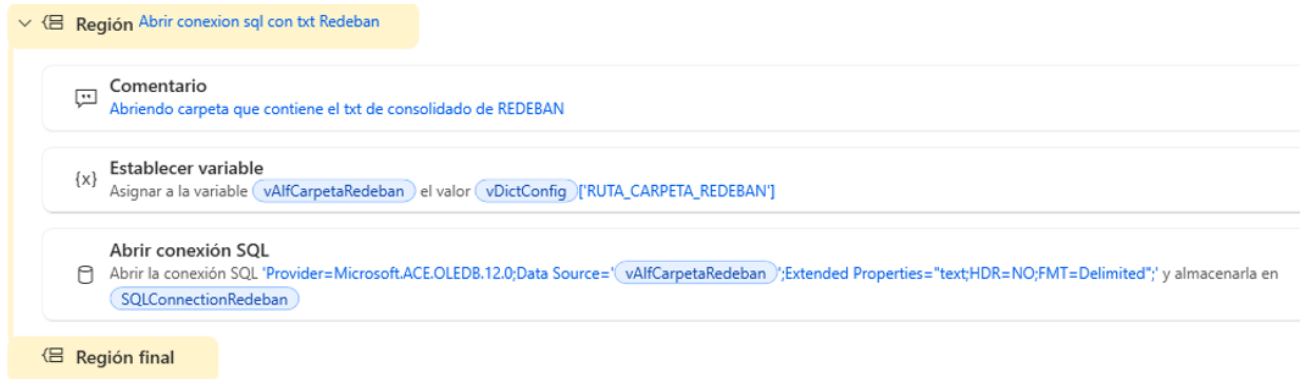 Región Abrir conexion sql con txt Redeban
Comentario
Abriendo carpeta que contiene el txt de consolidado de REDEBAN
{x} Establecer variable
Asignar a la variable vAlfCarpetaRedeban el valor vDictConfig ['RUTA_CARPETA_REDEBAN']
Abrir conexión SQL
Abrir la conexión SQL 'Provider=Microsoft.ACE.OLEDB.12.0;Data Source=' vAlfCarpetaRedeban ';Extended Properties="text;HDR=NO;FMT=Delimited";' y almacenarla en
SQLConnectionRedeban
Región final